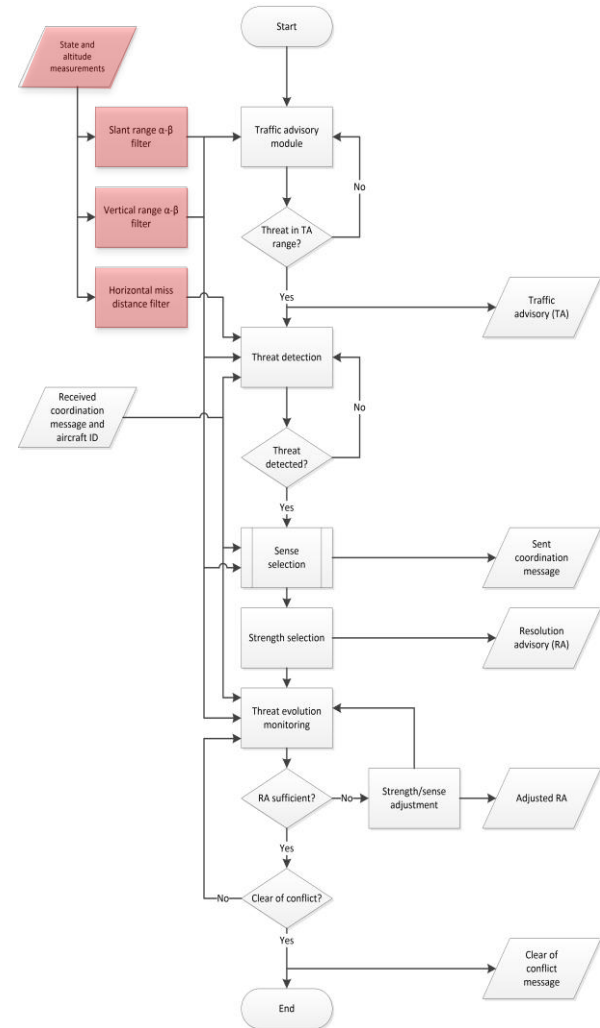 Start
State and
altitude
measurements
Slant range α-β
filter
Traffic advisory
module
No
Vertical range α-β
filter
Threat in TA
range?
Horizontal miss
distance filter
Yes
Traffic
advisory (TA)
Threat detection
Received
coordination
message and
aircraft ID
No
Threat
detected?
Yes
Sense
selection
Sent
coordination
message
Strength selection
Resolution
advisory (RA)
Threat evolution
monitoring
RA sufficient?
No
Strength/sense
adjustment
Adjusted RA
Yes
No
Clear of conflict?
Yes
Clear of
conflict
message
End